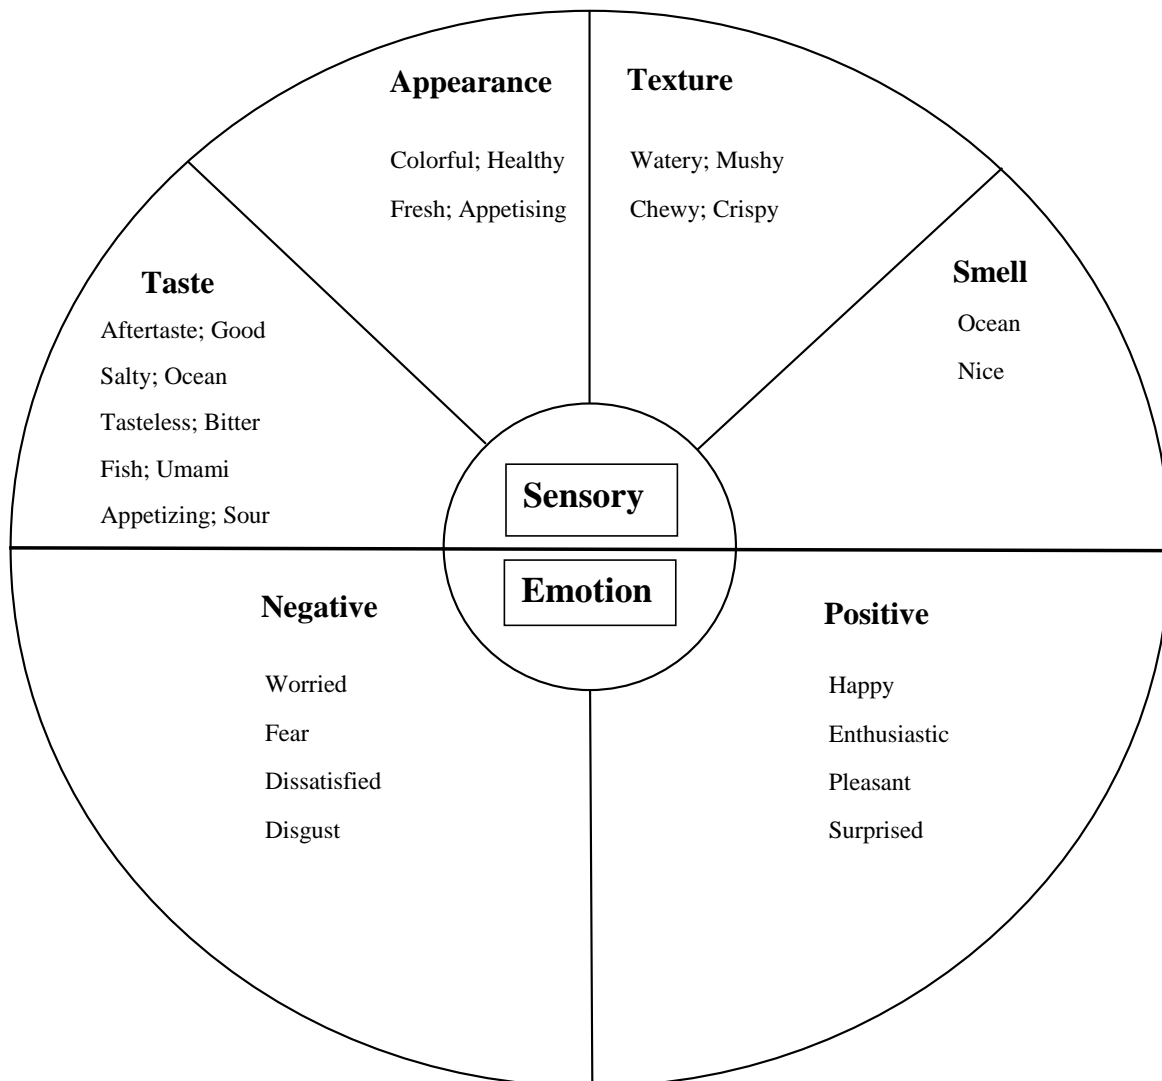 Appearance
Colorful; Healthy
Fresh; Appetising
Texture
Watery; Mushy
Chewy; Crispy
Taste
Aftertaste; Good
Salty; Ocean
Tasteless; Bitter
Fish; Umami
Appetizing; Sour
Smell
Ocean
Nice
Sensory
Emotion
Negative
Worried
Fear
Dissatisfied
Disgust
Positive
Happy
Enthusiastic
Pleasant
Surprised